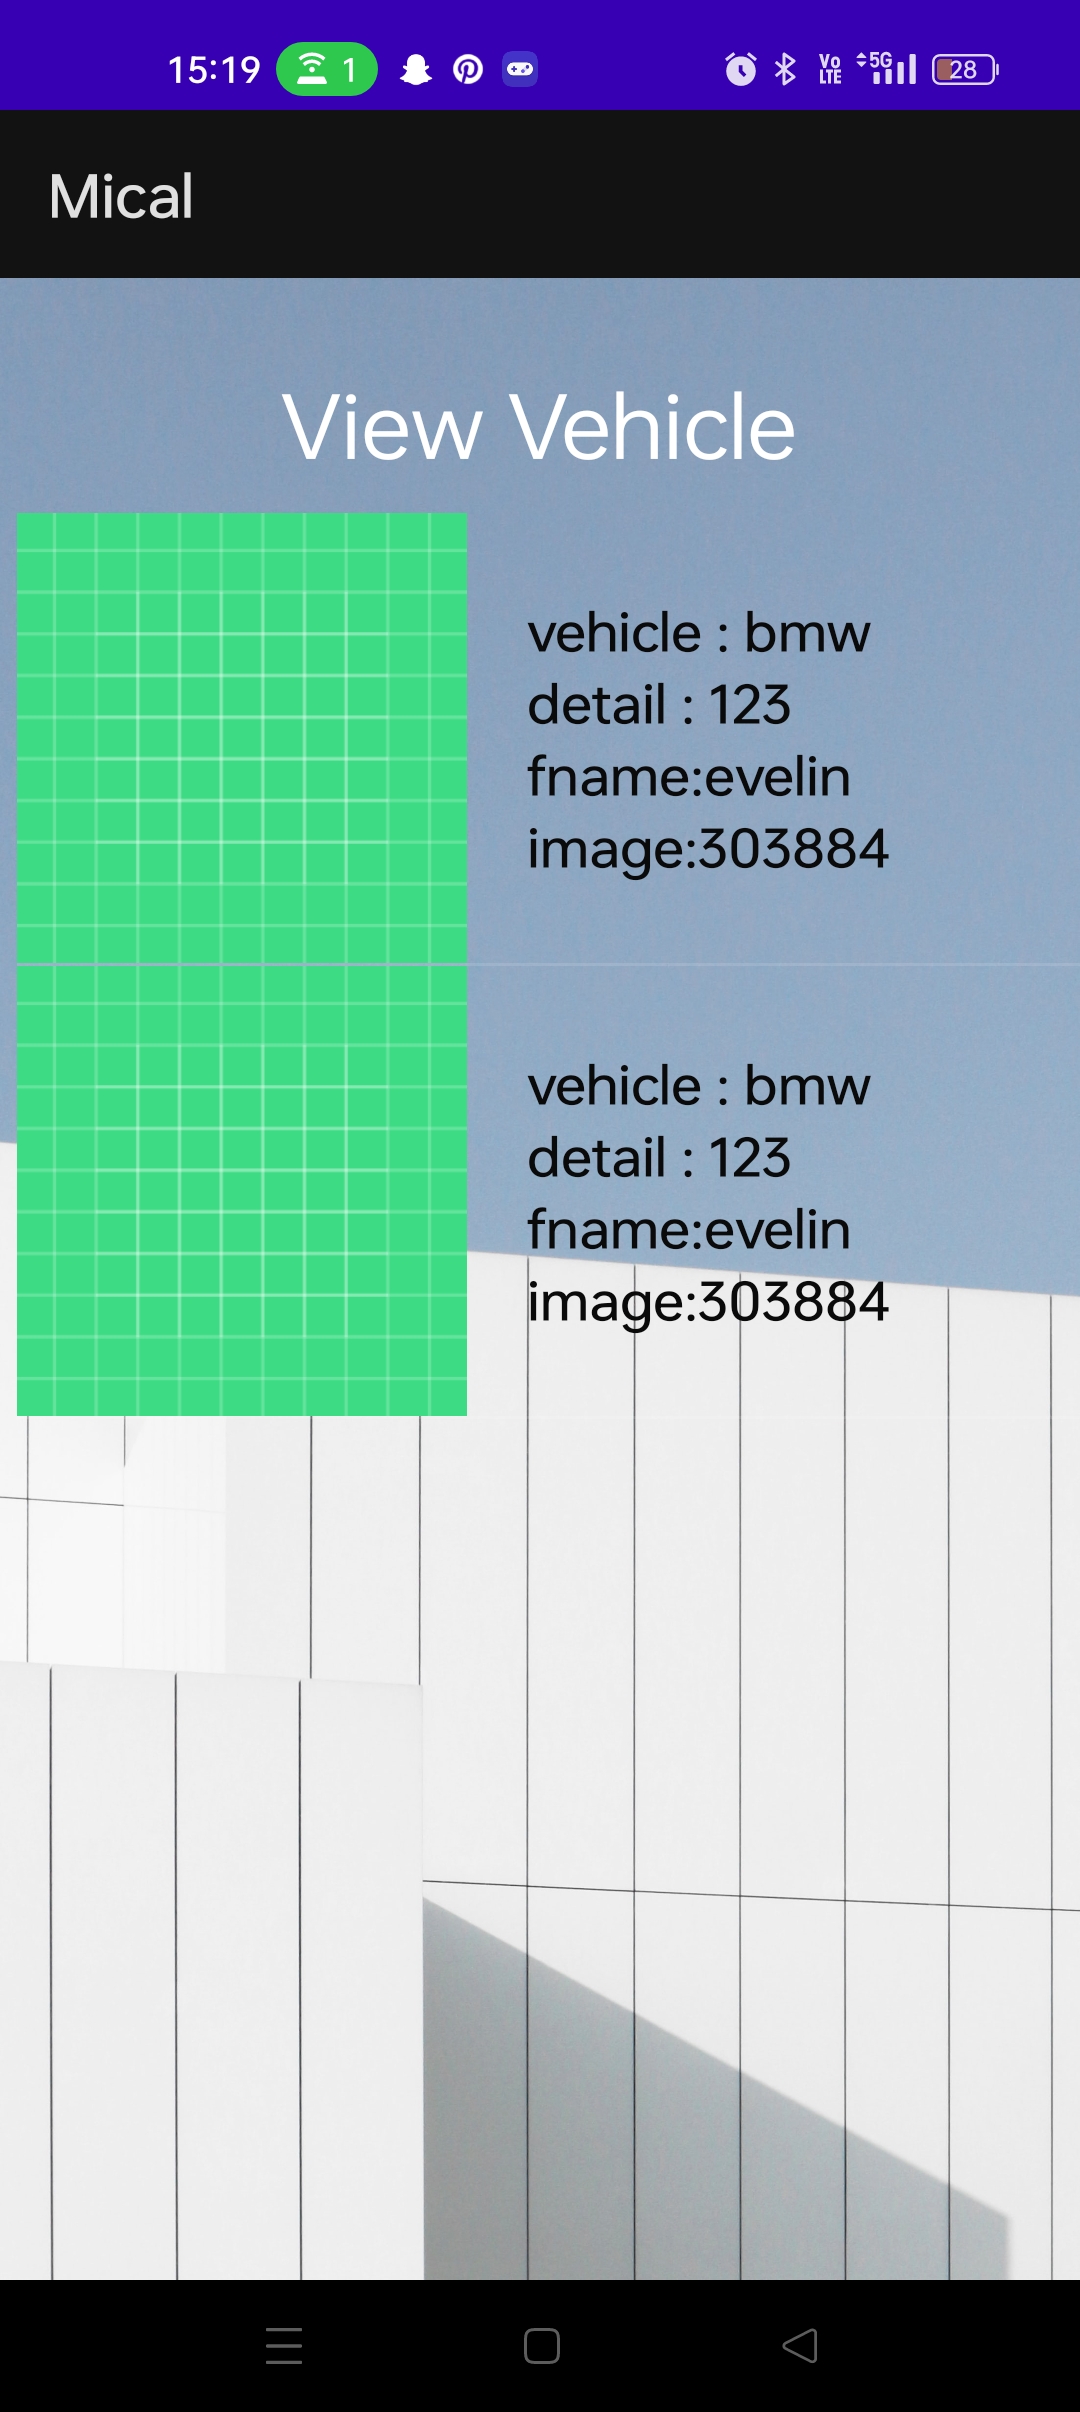 15:19 1 Vo LTE 5G 28
Mical
View Vehicle
vehicle : bmw
detail : 123
fname:evelin
image:303884
vehicle : bmw
detail : 123
fname:evelin
image:303884